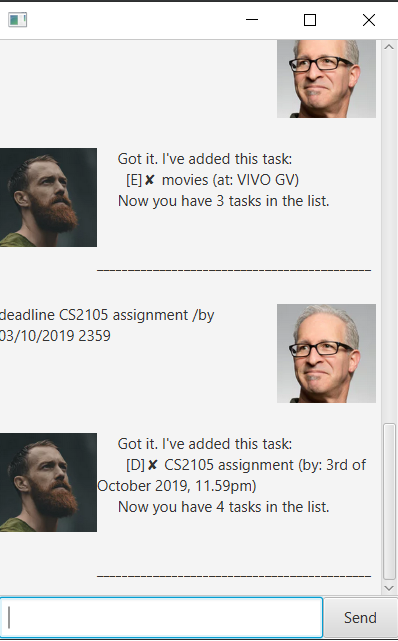 Got it. I've added this task:
[E]✘ movies (at: VIVO GV)
Now you have 3 tasks in the list.
____________________________________________
deadline CS2105 assignment /by
03/10/2019 2359
Got it. I've added this task:
[D]✘ CS2105 assignment (by: 3rd of
October 2019, 11.59pm)
Now you have 4 tasks in the list.
____________________________________________
Send